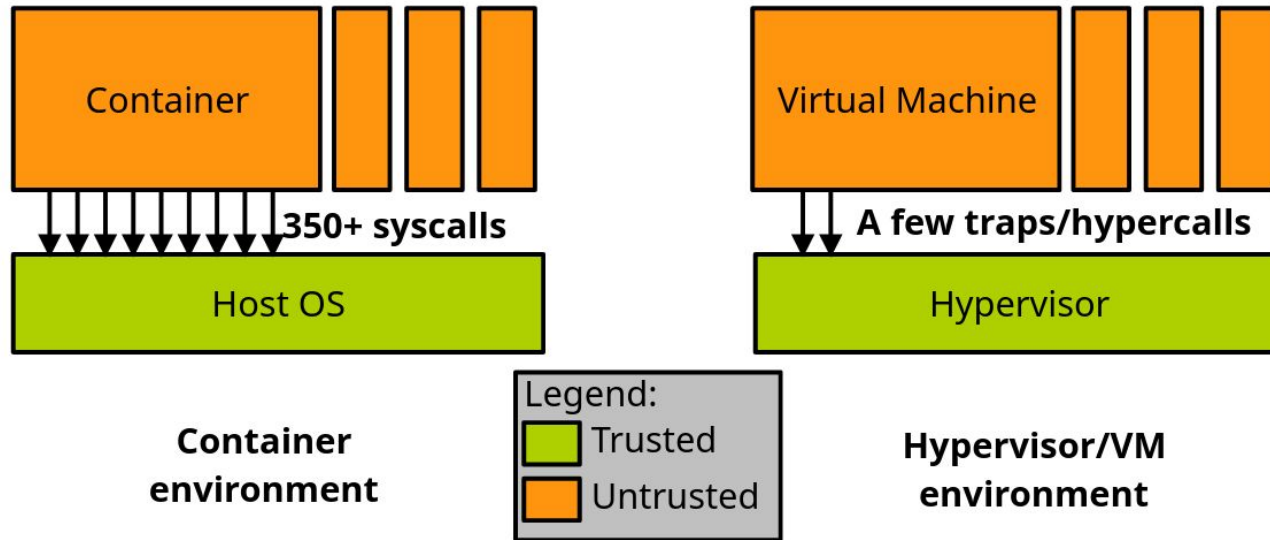 Container
Virtual Machine
350+ syscalls
A few traps/hypercalls
Host OS
Hypervisor
Legend:
Trusted
Untrusted
Container
environment
Hypervisor/VM
environment